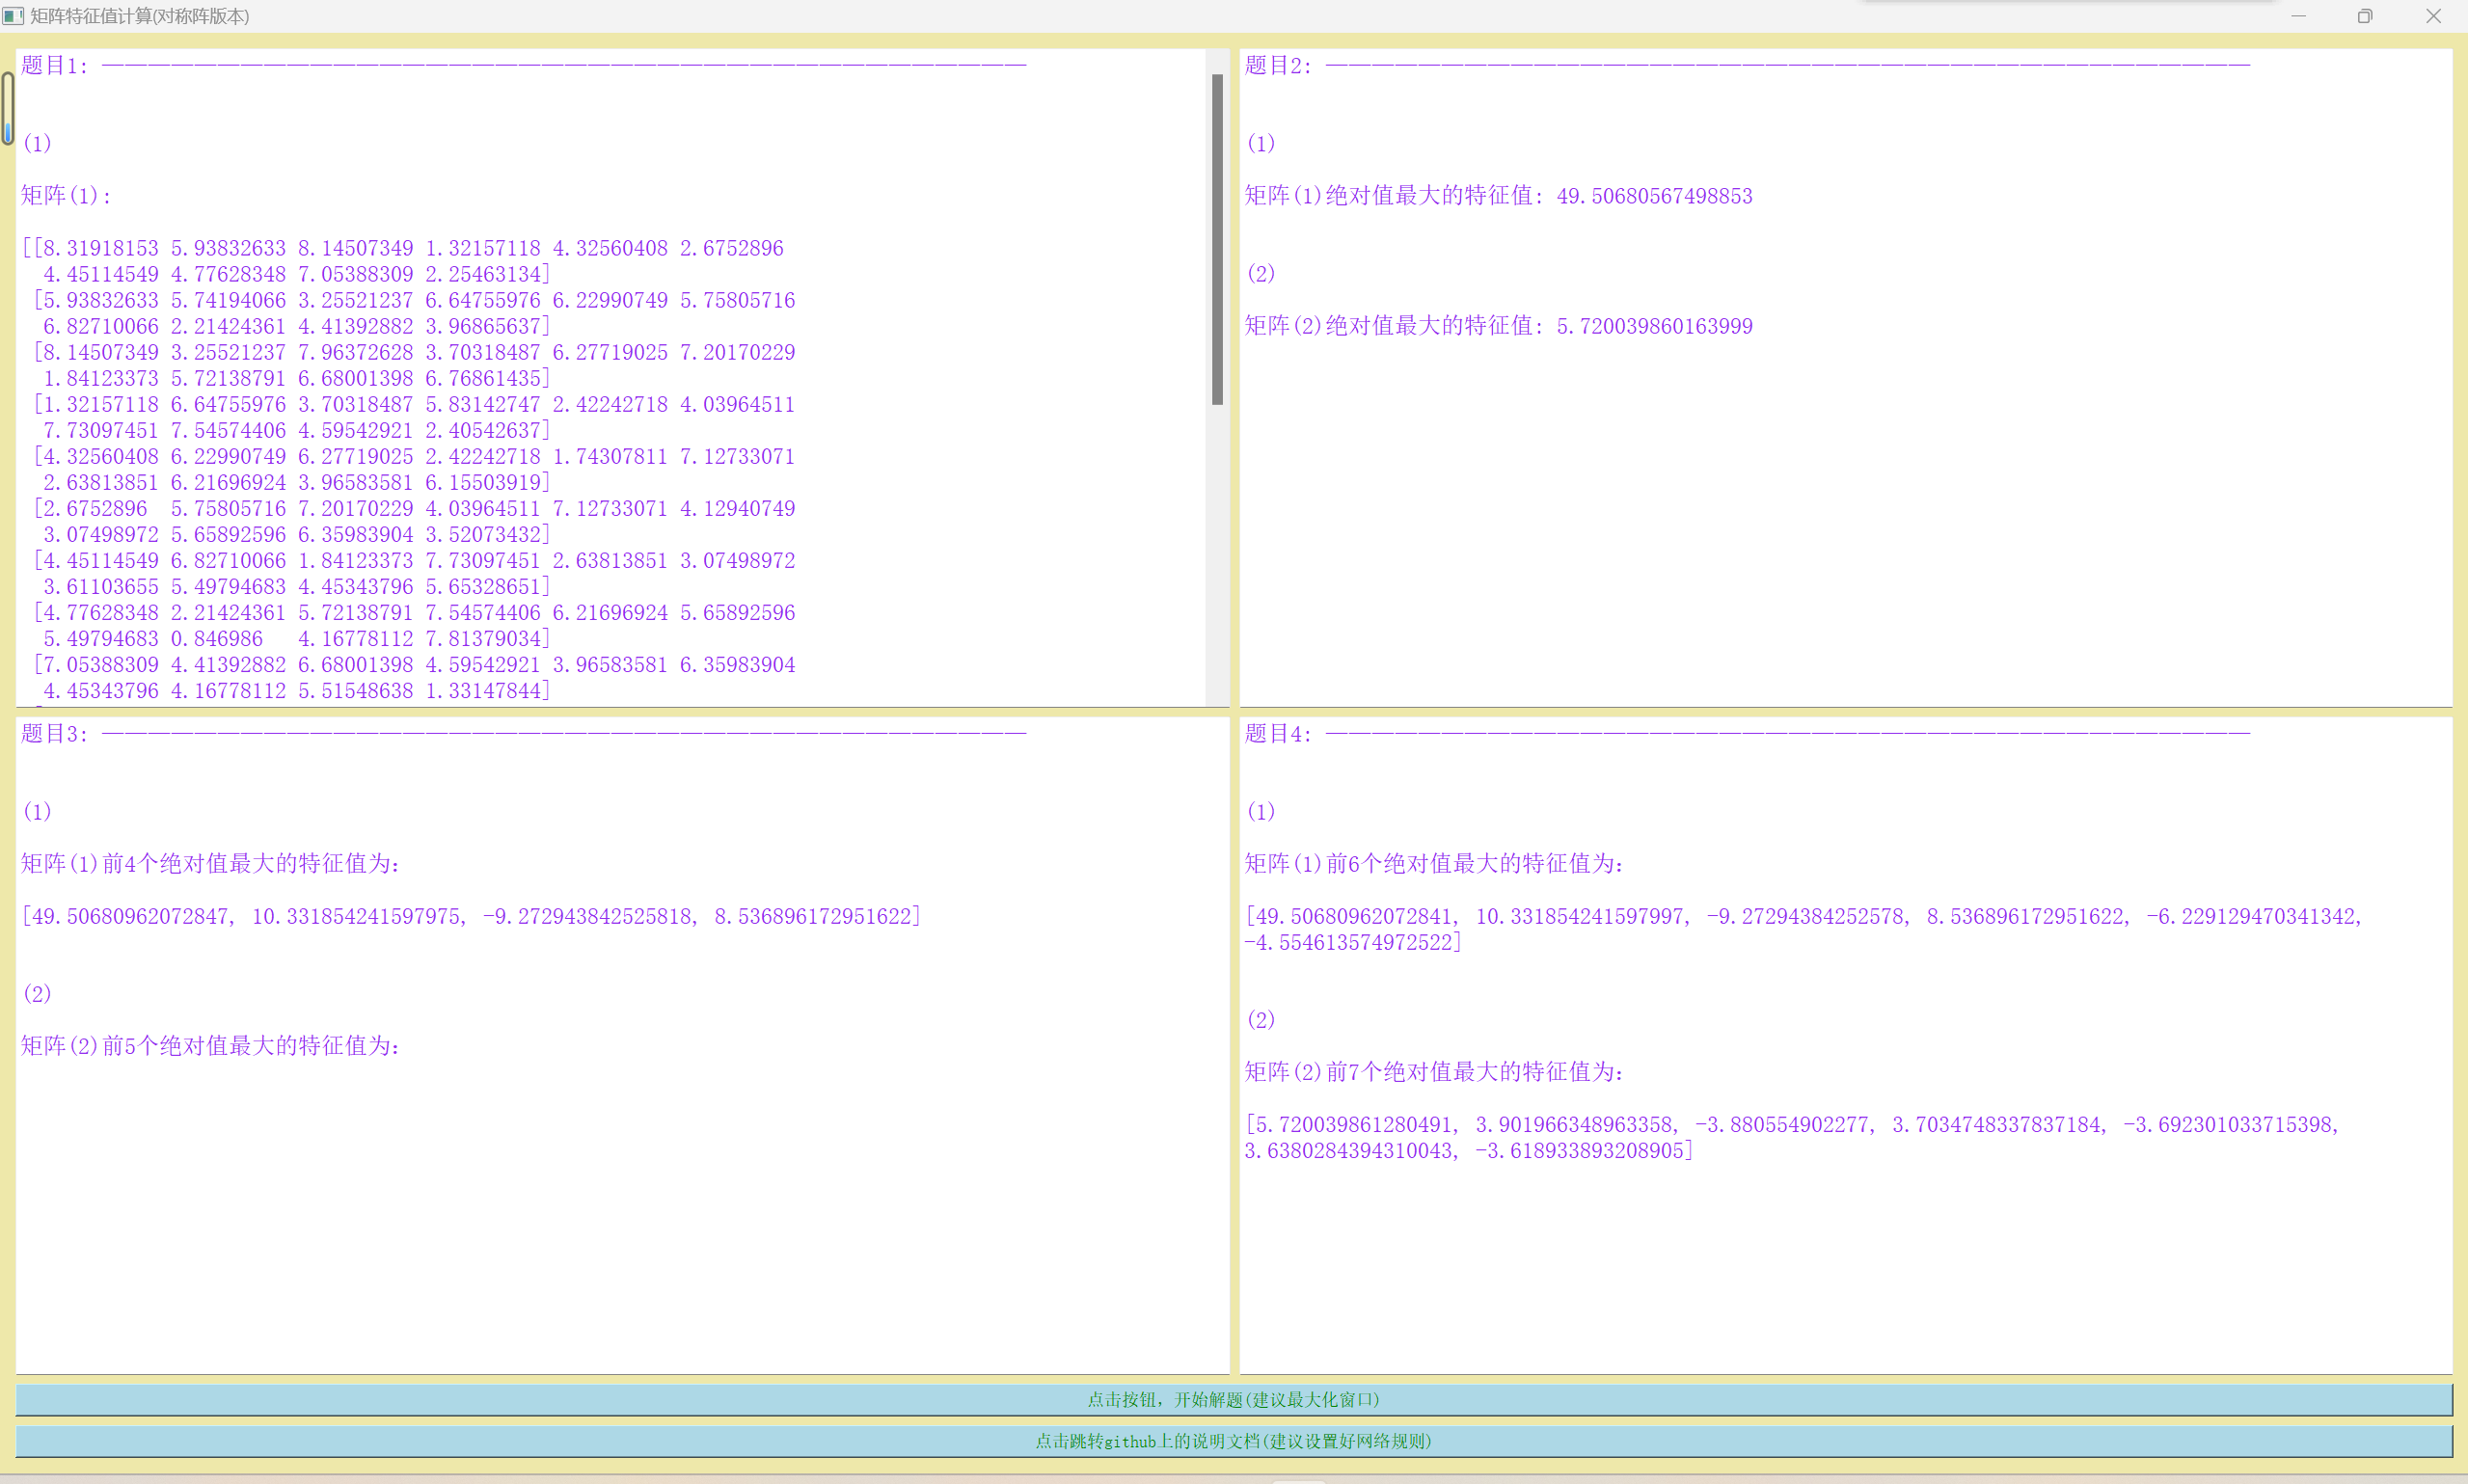 矩阵特征值计算(对称阵版本)
题目1: ————————————————————————————————————————
(1)
矩阵(1):
[[8.31918153 5.93832633 8.14507349 1.32157118 4.32560408 2.6752896
4.45114549 4.77628348 7.05388309 2.25463134]
[5.93832633 5.74194066 3.25521237 6.64755976 6.22990749 5.75805716
6.82710066 2.21424361 4.41392882 3.96865637]
[8.14507349 3.25521237 7.96372628 3.70318487 6.27719025 7.20170229
1.84123373 5.72138791 6.68001398 6.76861435]
[1.32157118 6.64755976 3.70318487 5.83142747 2.42242718 4.03964511
7.73097451 7.54574406 4.59542921 2.40542637]
[4.32560408 6.22990749 6.27719025 2.42242718 1.74307811 7.12733071
2.63813851 6.21696924 3.96583581 6.15503919]
[2.6752896  5.75805716 7.20170229 4.03964511 7.12733071 4.12940749
3.07498972 5.65892596 6.35983904 3.52073432]
[4.45114549 6.82710066 1.84123373 7.73097451 2.63813851 3.07498972
3.61103655 5.49794683 4.45343796 5.65328651]
[4.77628348 2.21424361 5.72138791 7.54574406 6.21696924 5.65892596
5.49794683 0.846986   4.16778112 7.81379034]
[7.05388309 4.41392882 6.68001398 4.59542921 3.96583581 6.35983904
4.45343796 4.16778112 5.51548638 1.33147844]
题目2: ————————————————————————————————————————
(1)
矩阵(1)绝对值最大的特征值: 49.50680567498853
(2)
矩阵(2)绝对值最大的特征值: 5.720039860163999
题目3: ————————————————————————————————————————
(1)
矩阵(1)前4个绝对值最大的特征值为:
[49.50680962072847, 10.331854241597975, -9.272943842525818, 8.536896172951622]
(2)
矩阵(2)前5个绝对值最大的特征值为:
题目4: ————————————————————————————————————————
(1)
矩阵(1)前6个绝对值最大的特征值为:
[49.50680962072841, 10.331854241597997, -9.27294384252578, 8.536896172951622, -6.229129470341342,
-4.554613574972522]
(2)
矩阵(2)前7个绝对值最大的特征值为:
[5.720039861280491, 3.901966348963358, -3.880554902277, 3.7034748337837184, -3.692301033715398,
3.6380284394310043, -3.618933893208905]
点击按钮，开始解题(建议最大化窗口)
点击跳转github上的说明文档(建议设置好网络规则)